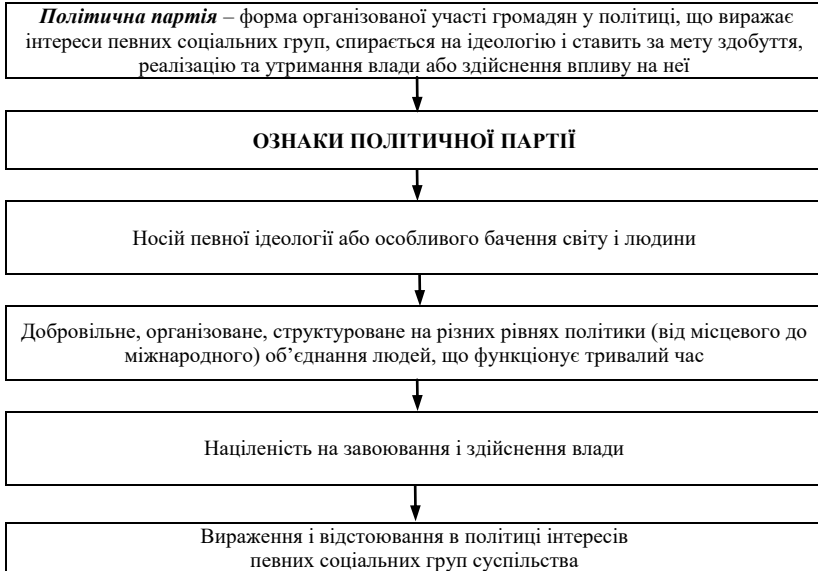 Політична партія – форма організованої участі громадян у політиці, що виражає
інтереси певних соціальних груп, спирається на ідеологію і ставить за мету здобуття,
реалізацію та утримання влади або здійснення впливу на неї
ОЗНАКИ ПОЛІТИЧНОЇ ПАРТІЇ
Носій певної ідеології або особливого бачення світу і людини
Добровільне, організоване, структуроване на різних рівнях політики (від місцевого до
міжнародного) об’єднання людей, що функціонує тривалий час
Націленість на завоювання і здійснення влади
Вираження і відстоювання в політиці інтересів
певних соціальних груп суспільства